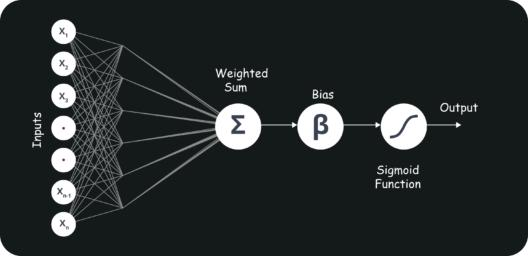 Inputs
X1
X2
X3
Xn-1
Xn
Weighted
Sum
Σ
Bias
β
Sigmoid
Function
Output